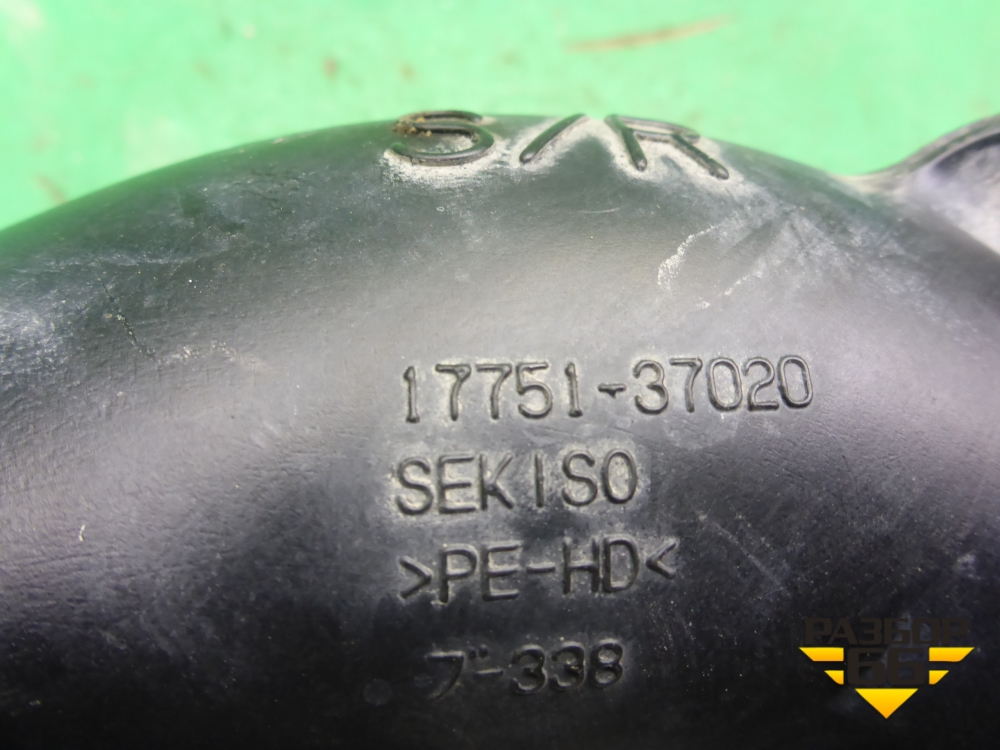 S/R
17751-37020
SEKISO
>PE-HD<
ブ-338
РАЗБОР
66